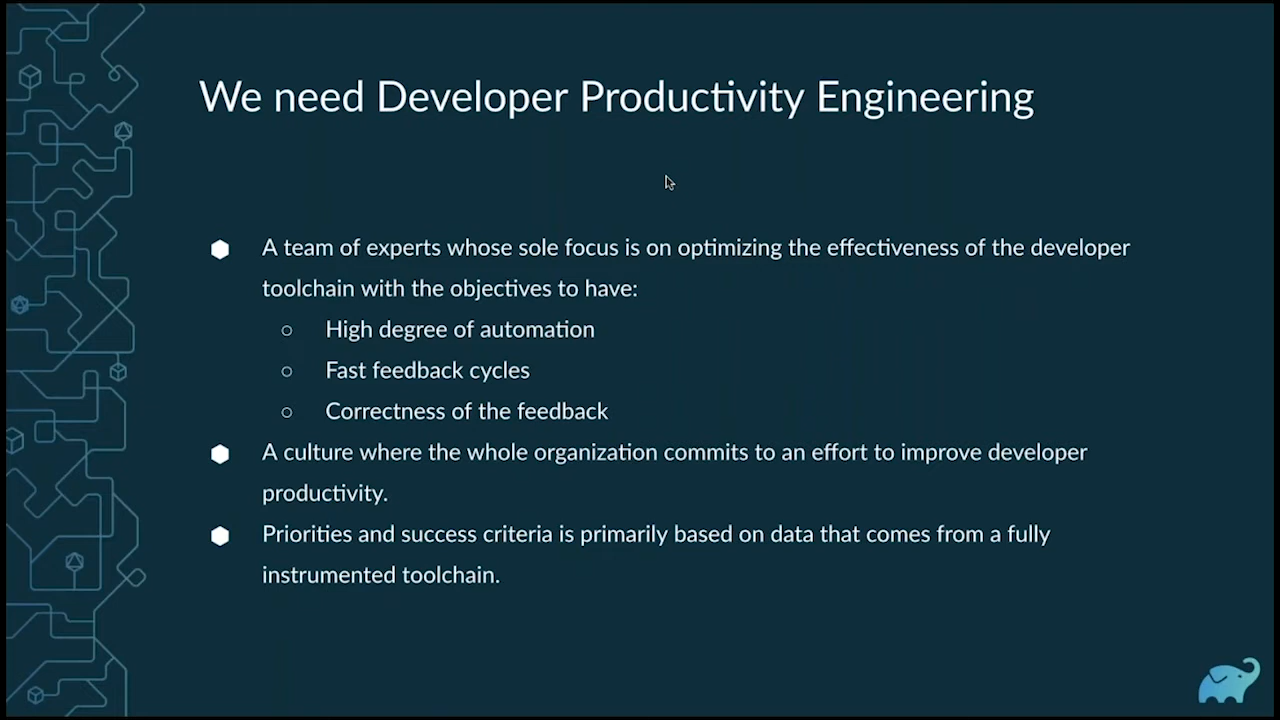 We need Developer Productivity Engineering
A team of experts whose sole focus is on optimizing the effectiveness of the developer
toolchain with the objectives to have:
High degree of automation
Fast feedback cycles
Correctness of the feedback
A culture where the whole organization commits to an effort to improve developer
productivity.
Priorities and success criteria is primarily based on data that comes from a fully
instrumented toolchain.